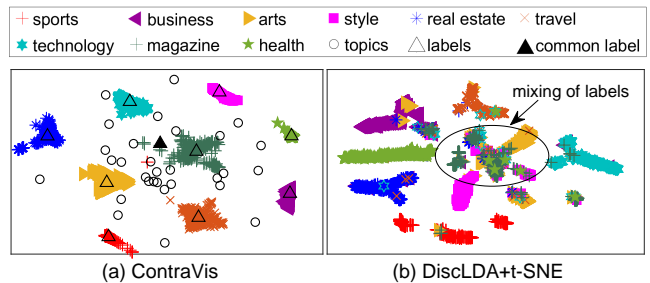 sports business arts style real estate travel
technology magazine health topics labels common label
mixing of labels
(a) ContraVis (b) DiscLDA+t-SNE